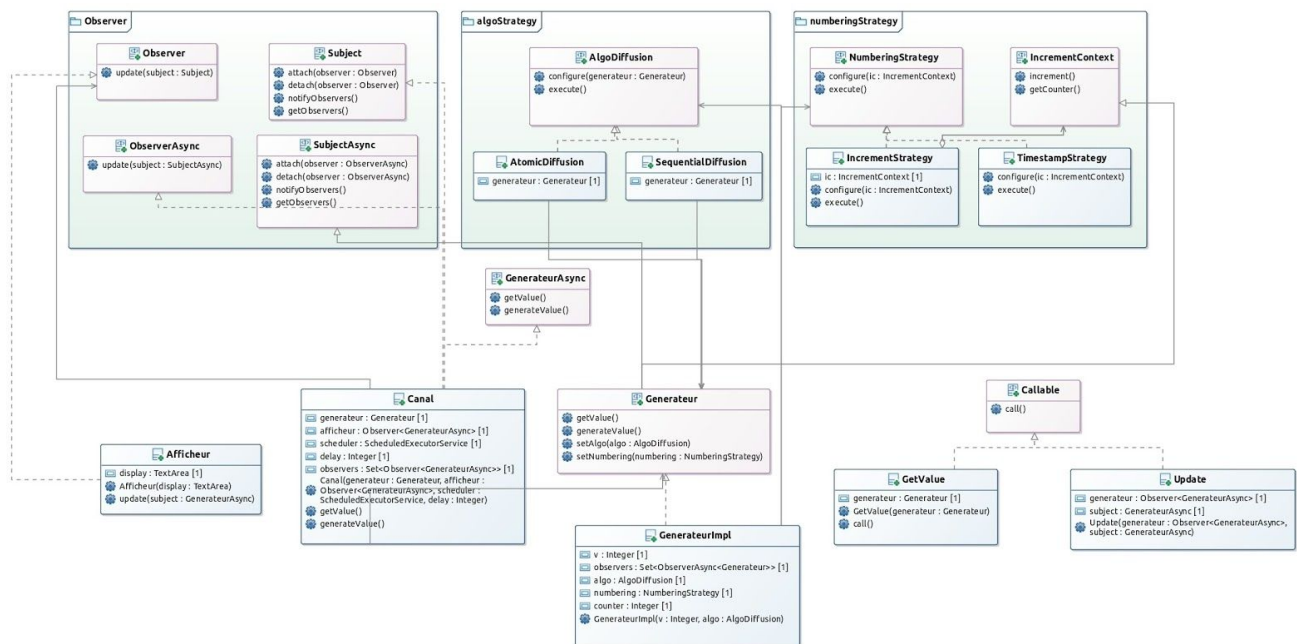 Observer
Observer
update(subject : Subject)
Subject
attach(observer : Observer)
detach(observer : Observer)
notifyObservers()
getObservers()
ObserverAsync
update(subject : SubjectAsync)
SubjectAsync
attach(observer : ObserverAsync)
detach(observer : ObserverAsync)
notifyObservers()
getObservers()
algoStrategy
AlgoDiffusion
configure(generateur : Generateur)
execute()
AtomicDiffusion
generateur : Generateur [1]
SequentialDiffusion
generateur : Generateur [1]
numberingStrategy
NumberingStrategy
configure(ic : IncrementContext)
execute()
IncrementContext
increment()
getCounter()
IncrementStrategy
ic : IncrementContext [1]
configure(ic : IncrementContext)
execute()
TimestampStrategy
configure(ic : IncrementContext)
execute()
GenerateurAsync
getValue()
generateValue()
Canal
generateur : Generateur [1]
afficheur : Observer<GenerateurAsync> [1]
scheduler : ScheduledExecutorService [1]
delay : Integer [1]
observers : Set<Observer<GenerateurAsync>> [1]
Canal(generateur : Generateur, afficheur :
Observer<GenerateurAsync>, scheduler :
ScheduledExecutorService, delay : Integer)
getValue()
generateValue()
Generateur
getValue()
generateValue()
setAlgo(algo : AlgoDiffusion)
setNumbering(numbering : NumberingStrategy)
Callable
call()
Afficheur
display : TextArea [1]
Afficheur(display : TextArea)
update(subject : GenerateurAsync)
GetValue
generateur : Generateur [1]
GetValue(generateur : Generateur)
call()
Update
generateur : Observer<GenerateurAsync> [1]
subject : GenerateurAsync [1]
Update(generateur : Observer<GenerateurAsync>,
subject : GenerateurAsync)
GenerateurImpl
v : Integer [1]
observers : Set<ObserverAsync<Generateur>> [1]
algo : AlgoDiffusion [1]
numbering : NumberingStrategy [1]
counter : Integer [1]
GenerateurImpl(v : Integer, algo : AlgoDiffusion)